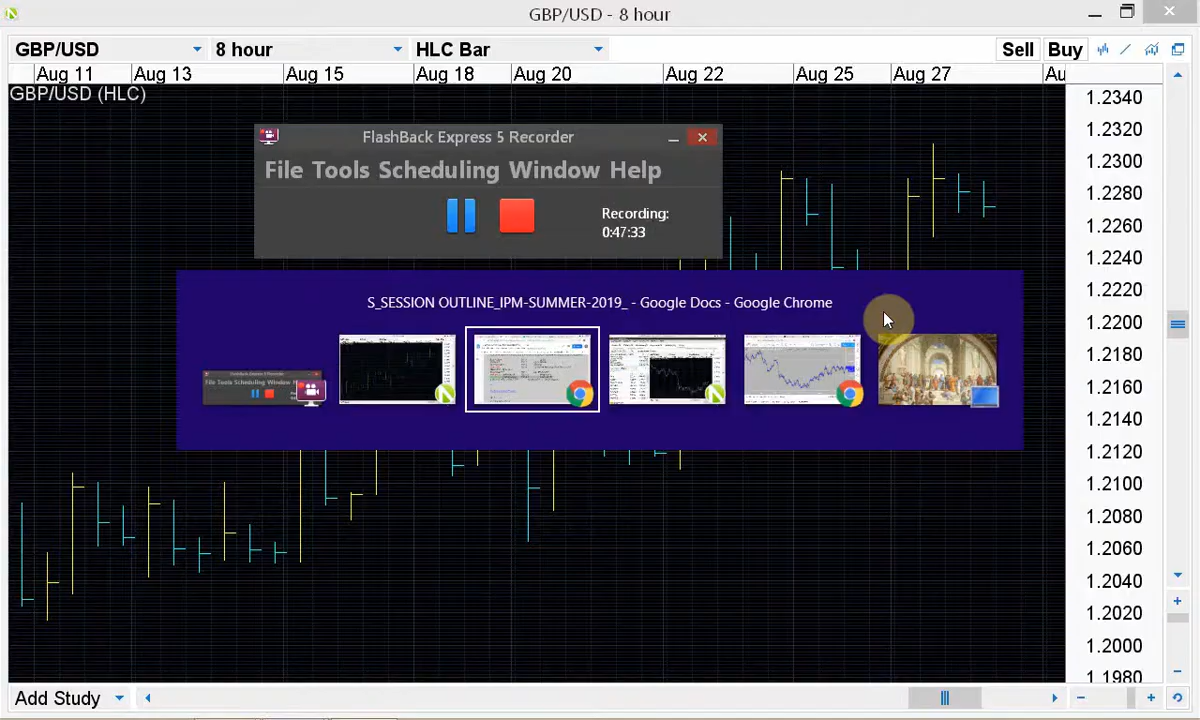 GBP/USD - 8 hour
GBP/USD 8 hour HLC Bar Sell Buy
Aug 11 Aug 13 Aug 15 Aug 18 Aug 20 Aug 22 Aug 25 Aug 27 Au
GBP/USD (HLC)
1.2340
1.2320
1.2300
1.2280
1.2260
1.2240
1.2220
1.2200
1.2180
1.2160
1.2140
1.2120
1.2100
1.2080
1.2060
1.2040
1.2020
1.2000
1.1980
FlashBack Express 5 Recorder
File Tools Scheduling Window Help
Recording:
0:47:33
S_SESSION OUTLINE_IPM-SUMMER-2019_ - Google Docs - Google Chrome
Add Study